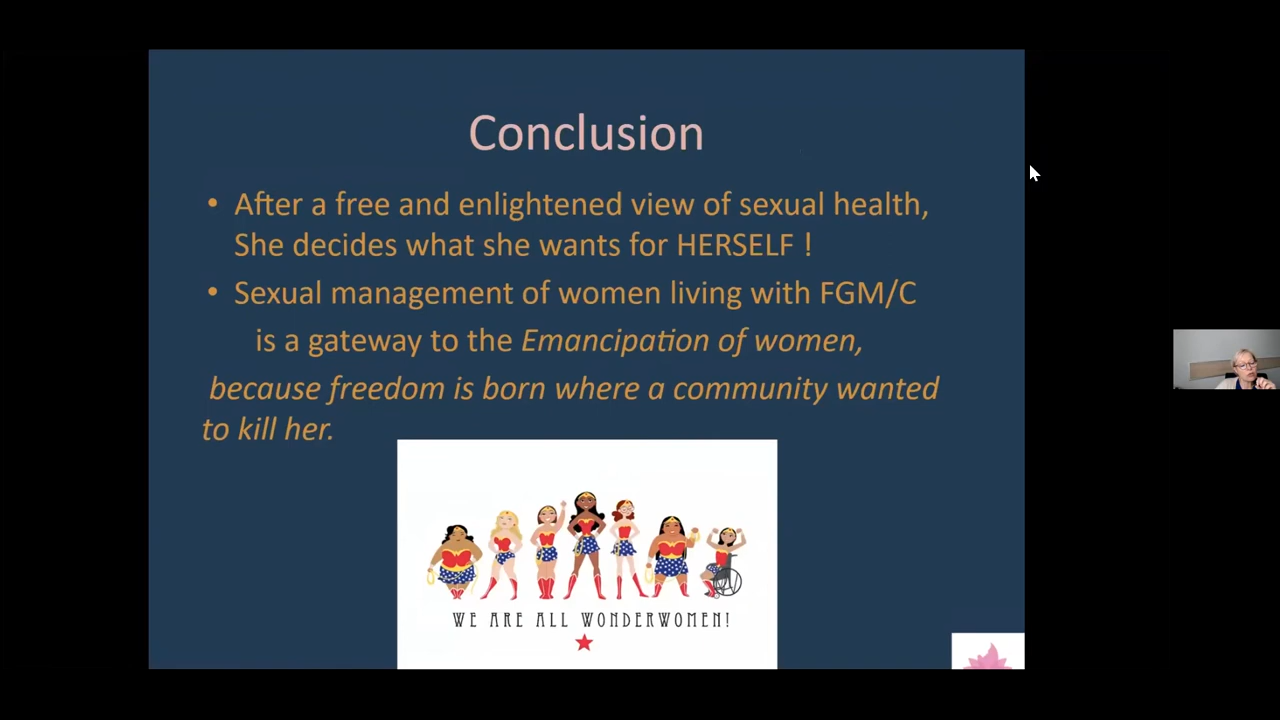 Conclusion
• After a free and enlightened view of sexual health,
She decides what she wants for HERSELF !
• Sexual management of women living with FGM/C
is a gateway to the Emancipation of women,
because freedom is born where a community wanted
to kill her.
WE ARE ALL WONDERWOMEN!